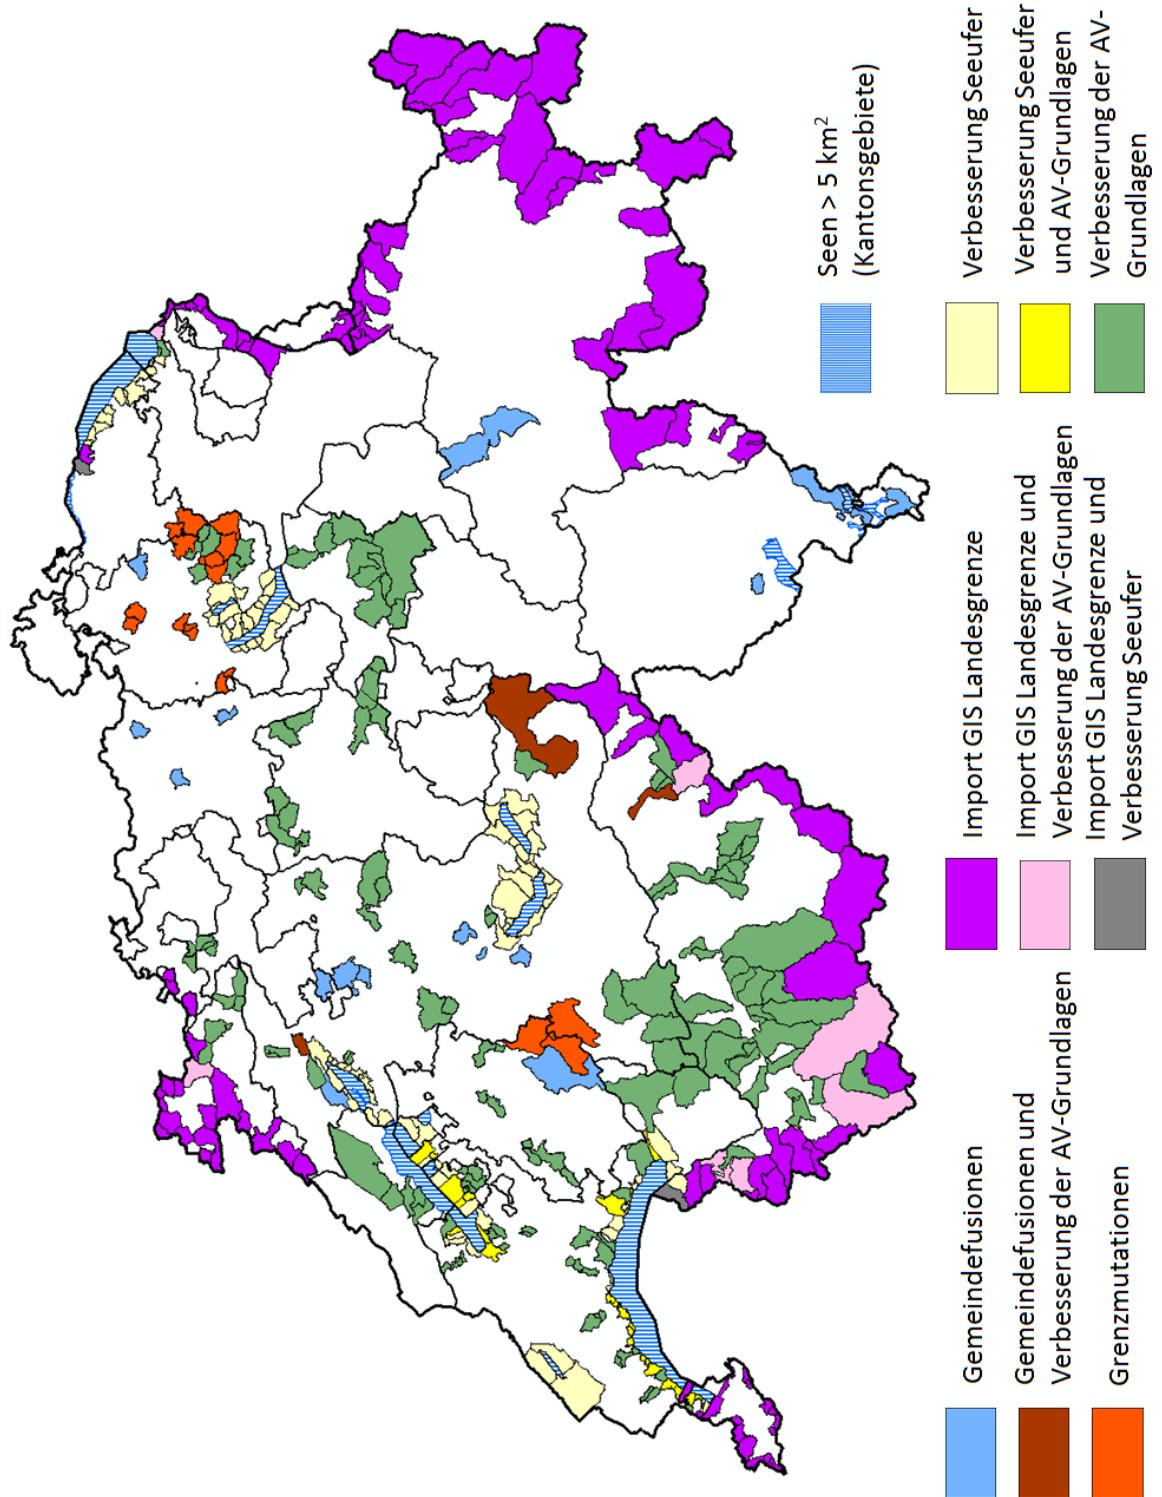 Gemeindefusionen
Gemeindefusionen und
Verbesserung der AV-Grundlagen
Grenzmutationen
Import GIS Landesgrenze
Import GIS Landesgrenze und
Verbesserung der AV-Grundlagen
Import GIS Landesgrenze und
Verbesserung Seeufer
Seen > 5 km²
(Kantonsgebiete)
Verbesserung Seeufer
Verbesserung Seeufer
und AV-Grundlagen
Verbesserung der AV-
Grundlagen